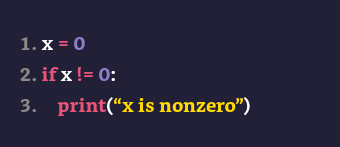 1. x = 0
2. if x != 0:
3.    print(“x is nonzero”)